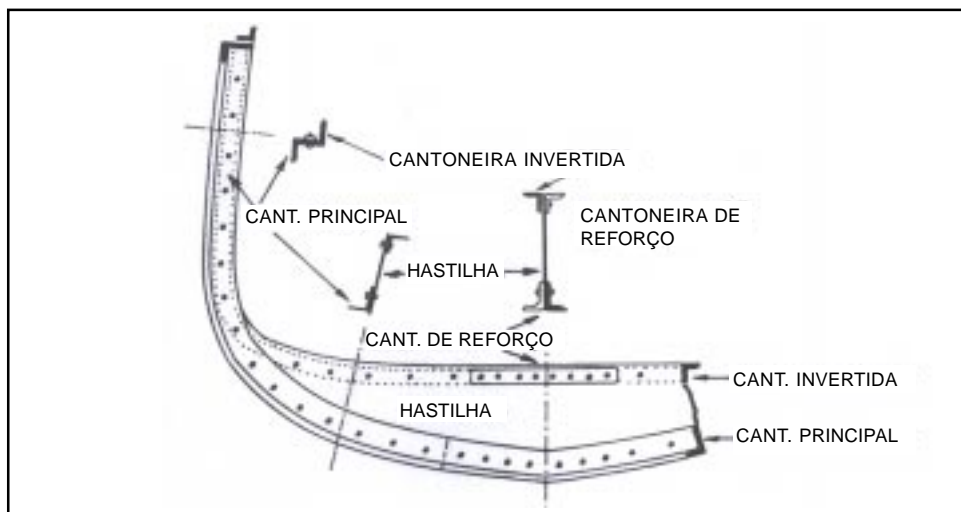 CANTONEIRA INVERTIDA
CANT. PRINCIPAL
CANTONEIRA DE
REFORÇO
HASTILHA
CANT. DE REFORÇO
CANT. INVERTIDA
HASTILHA
CANT. PRINCIPAL